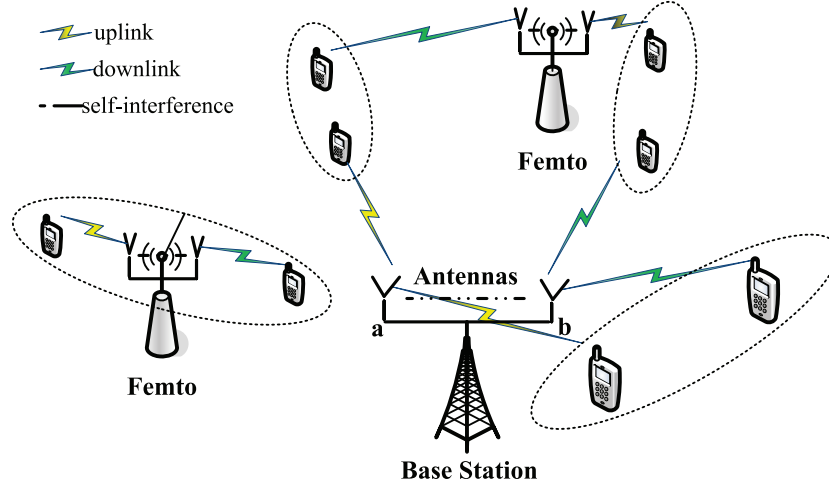 uplink
downlink
self-interference
Femto
Antennas
a
b
Femto
Base Station